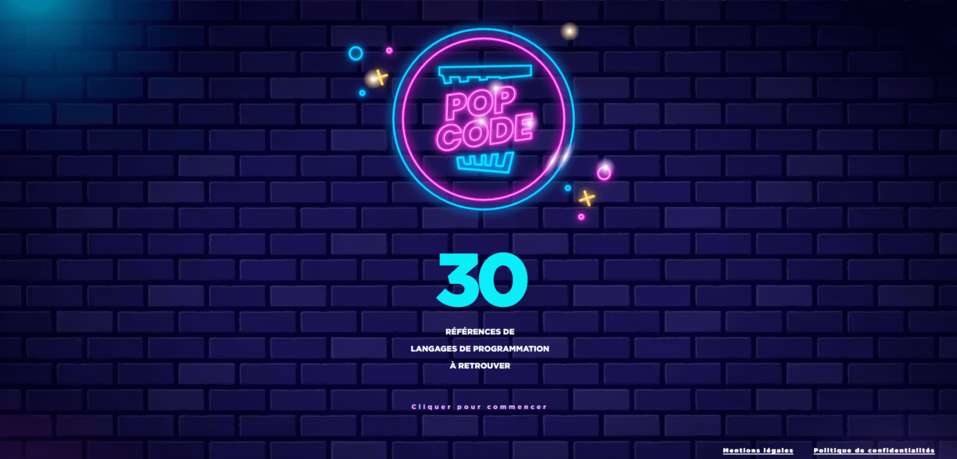 POP
CODE
30
RÉFÉRENCES DE
LANGAGES DE PROGRAMMATION
À RETROUVER
Cliquer pour commencer
Mentions légales
Politique de confidentialités